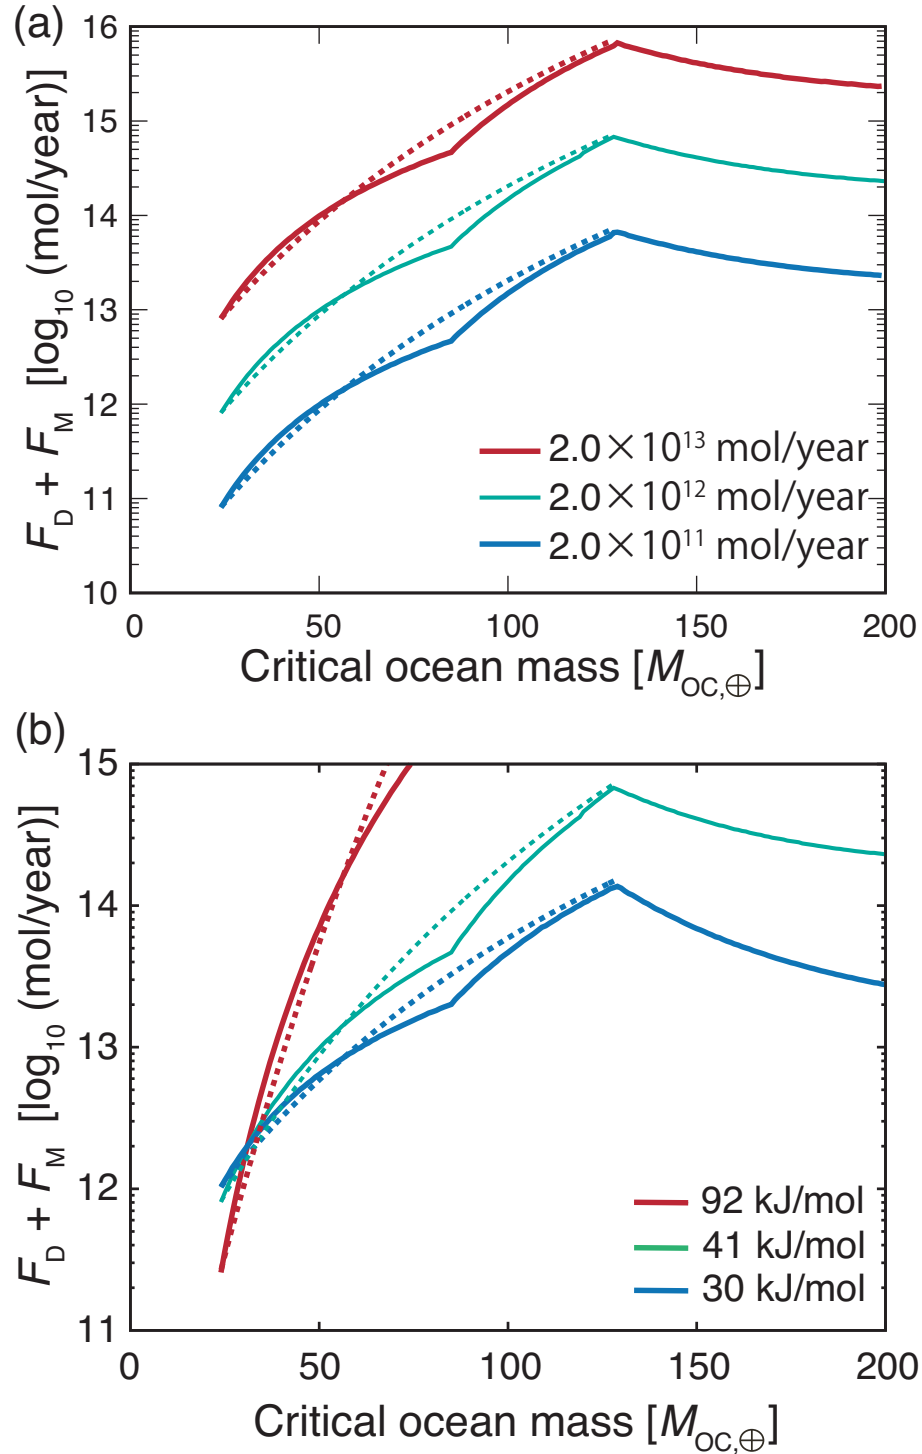 (a)
16
15
14
13
12
11
10
F_D + F_M [log_10 (mol/year)]
2.0×10^13 mol/year
2.0×10^12 mol/year
2.0×10^11 mol/year
0 50 100 150 200
Critical ocean mass [M_OC,⊕]
(b)
15
14
13
12
11
F_D + F_M [log_10 (mol/year)]
92 kJ/mol
41 kJ/mol
30 kJ/mol
0 50 100 150 200
Critical ocean mass [M_OC,⊕]